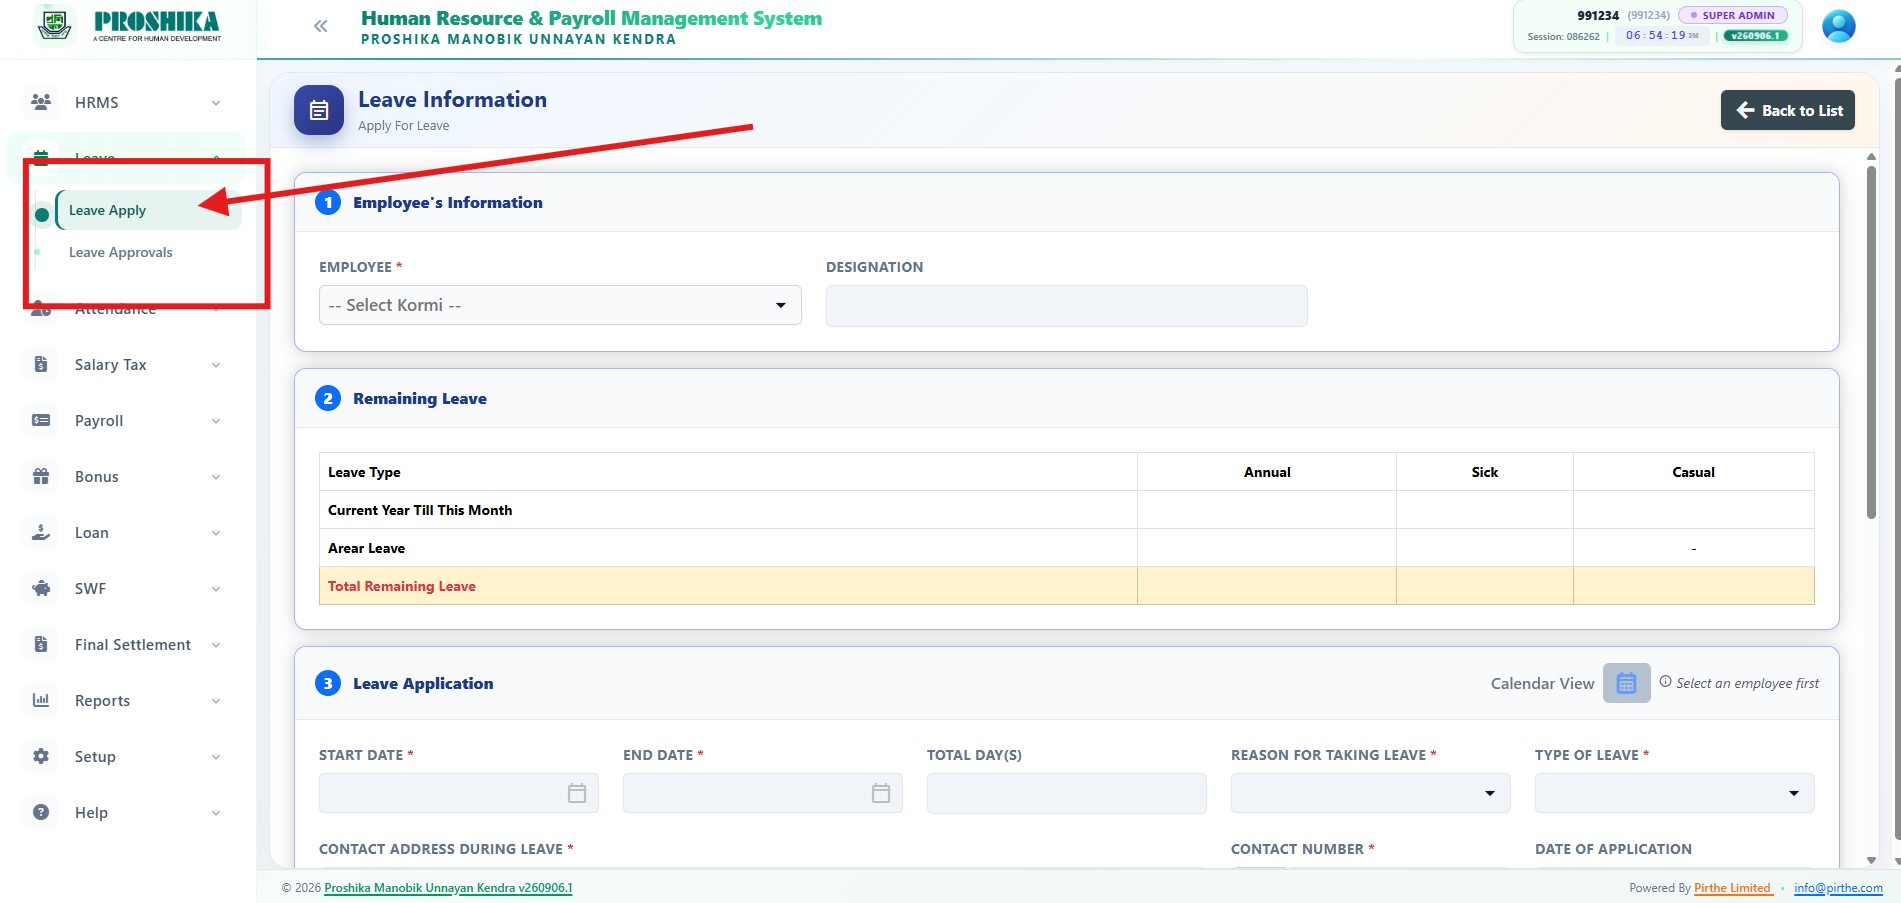 PROSHIKA
A CENTRE FOR HUMAN DEVELOPMENT
Human Resource & Payroll Management System
PROSHIKA MANOBIK UNNAYAN KENDRA
991234 (991234) SUPER ADMIN
Session: 086262 | 06:54:19 PM | v260906.1
HRMS
Leave
Leave Apply
Leave Approvals
Attendance
Salary Tax
Payroll
Bonus
Loan
SWF
Final Settlement
Reports
Setup
Help
Leave Information
Apply For Leave
Back to List
1 Employee's Information
EMPLOYEE *
DESIGNATION
-- Select Kormi --
2 Remaining Leave
Leave Type Annual Sick Casual
Current Year Till This Month
Arear Leave -
Total Remaining Leave
3 Leave Application
Calendar View
Select an employee first
START DATE * END DATE * TOTAL DAY(S) REASON FOR TAKING LEAVE * TYPE OF LEAVE *
CONTACT ADDRESS DURING LEAVE * CONTACT NUMBER * DATE OF APPLICATION
© 2026 Proshika Manobik Unnayan Kendra v260906.1
Powered By Pirthe Limited • info@pirthe.com